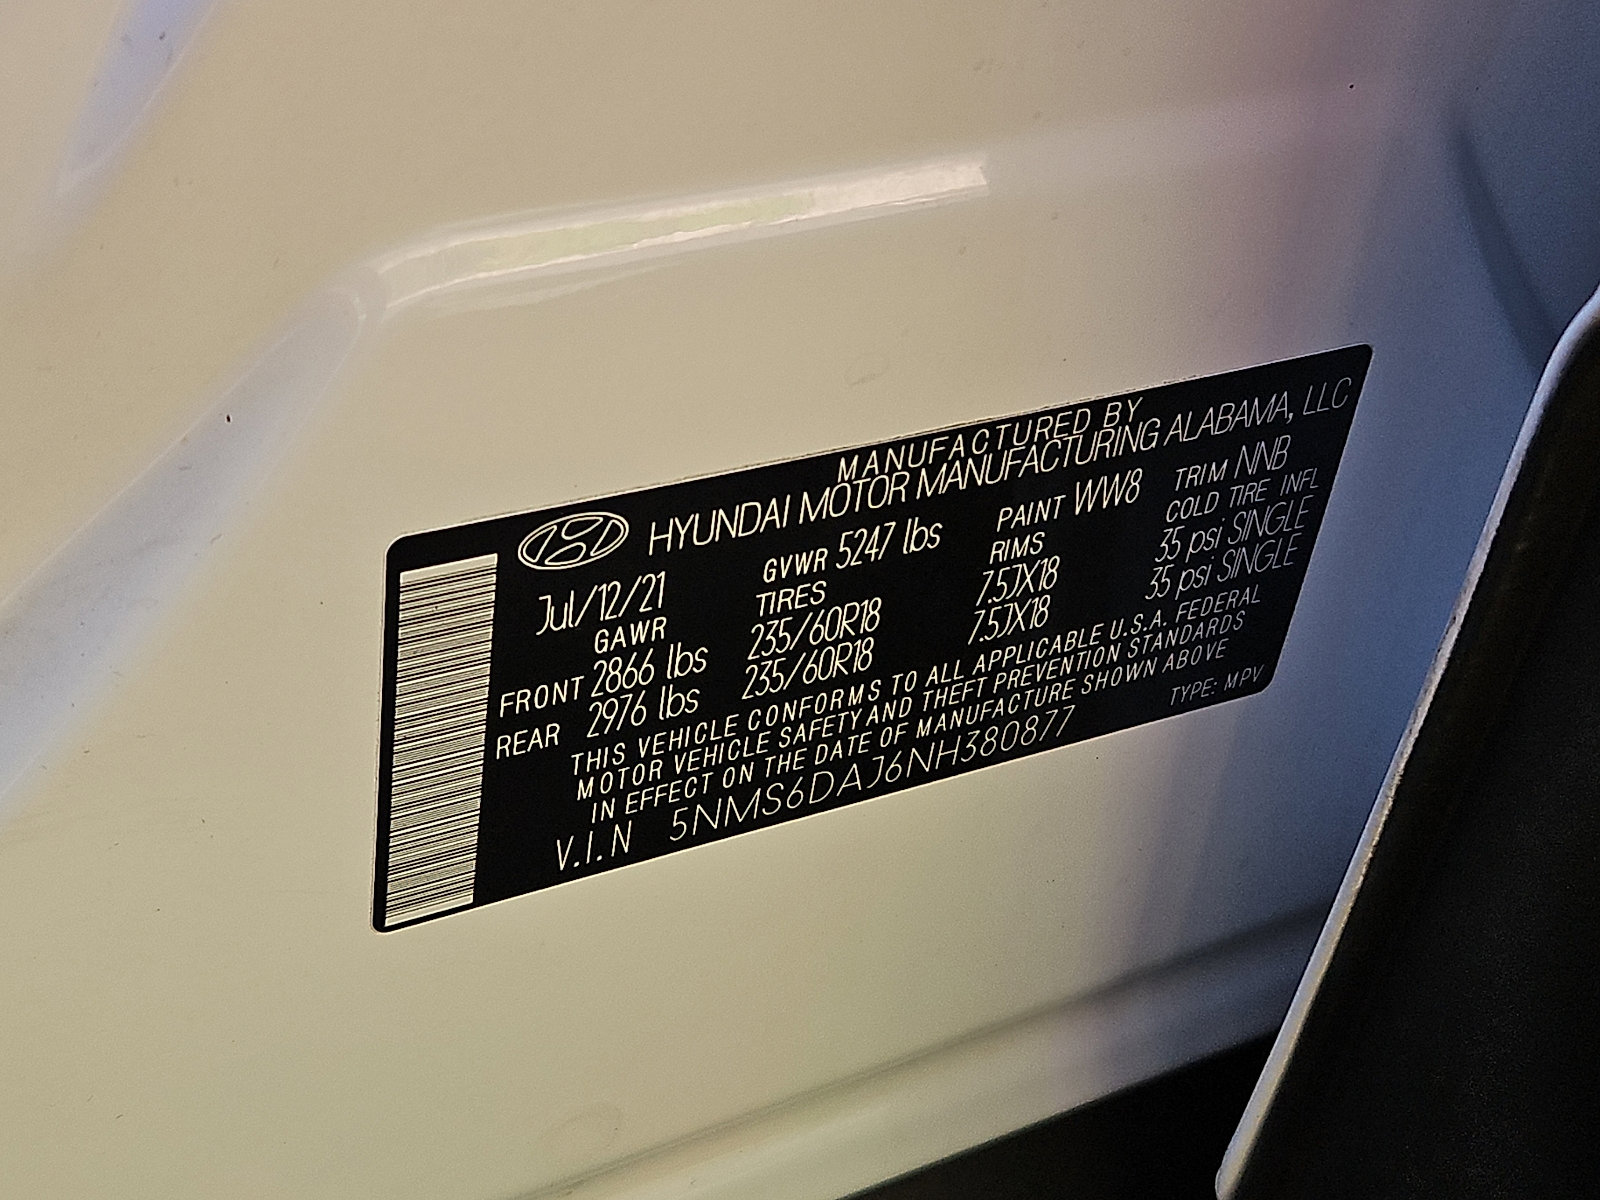 MANUFACTURED BY
HYUNDAI MOTOR MANUFACTURING ALABAMA, LLC
Jul/12/21 GVWR 5247 lbs PAINT WW8 TRIM NNB
GAWR TIRES RIMS COLD TIRE INFL
FRONT 2866 lbs 235/60R18 7.5JX18 35 psi SINGLE
REAR 2976 lbs 235/60R18 7.5JX18 35 psi SINGLE
THIS VEHICLE CONFORMS TO ALL APPLICABLE U.S.A. FEDERAL
MOTOR VEHICLE SAFETY AND THEFT PREVENTION STANDARDS
IN EFFECT ON THE DATE OF MANUFACTURE SHOWN ABOVE
V.I.N 5NMS6DAJ6NH380877 TYPE: MPV